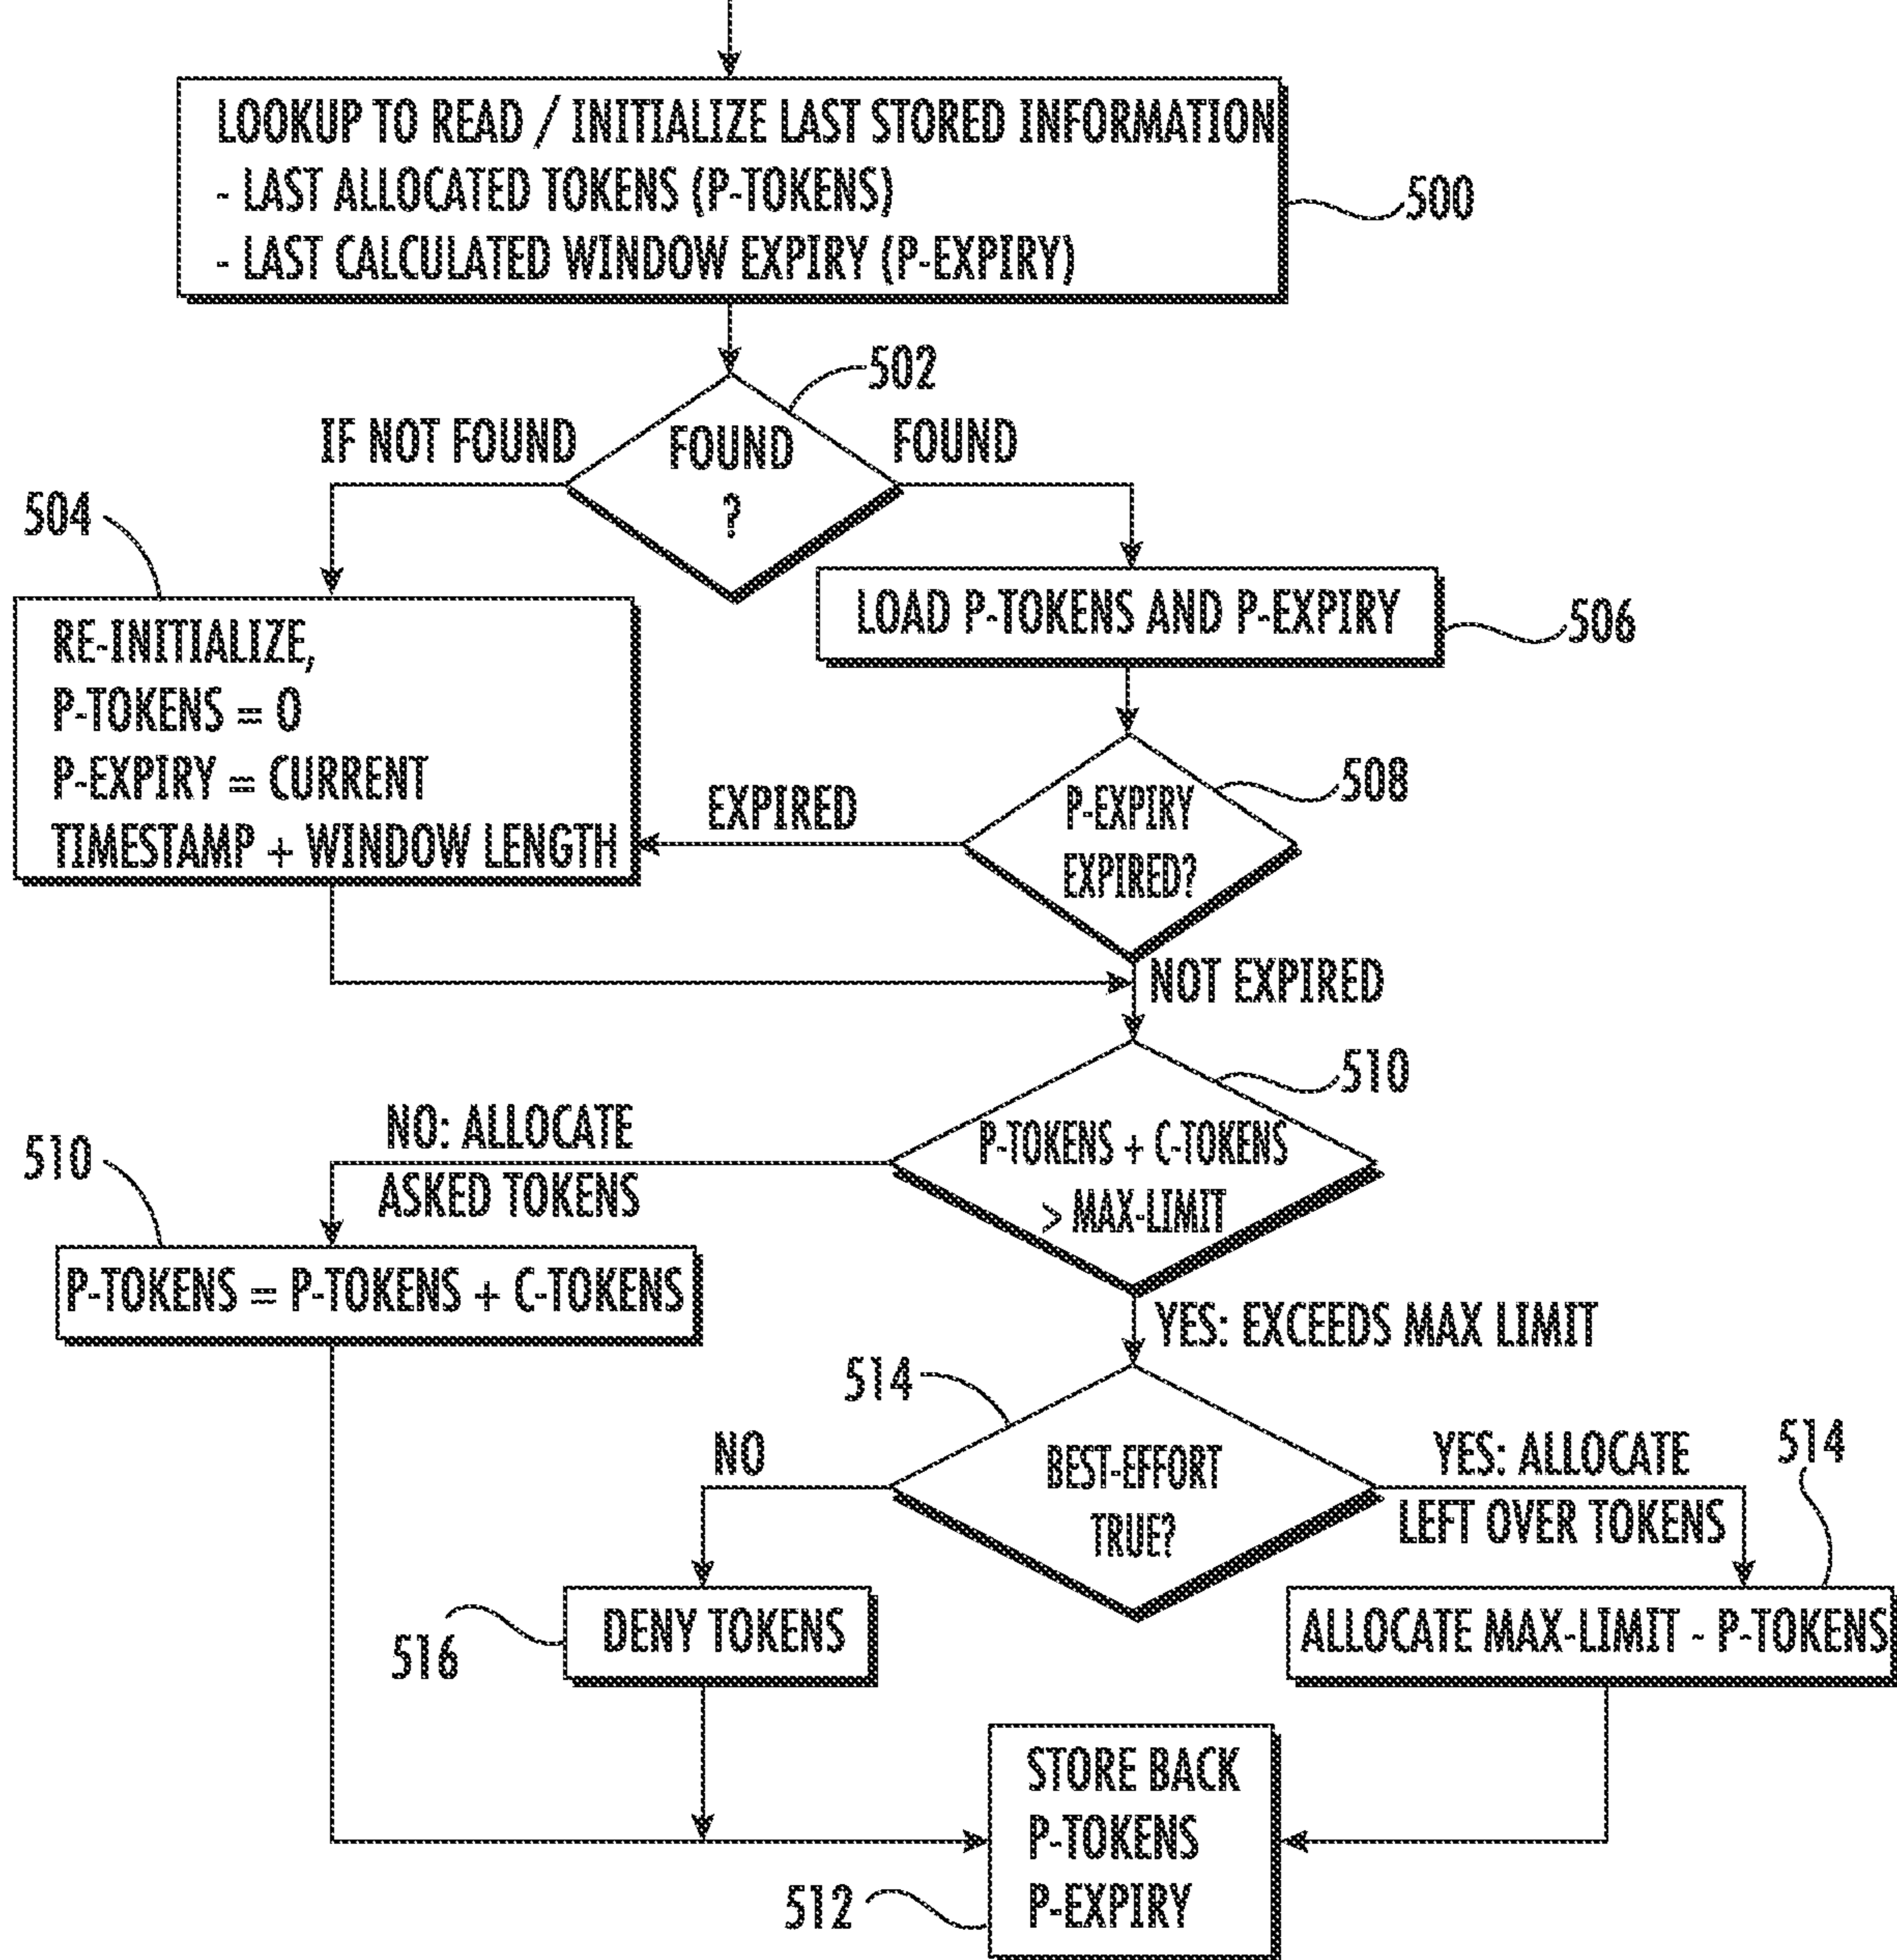 LOOKUP TO READ / INITIALIZE LAST STORED INFORMATION
- LAST ALLOCATED TOKENS (P-TOKENS)
- LAST CALCULATED WINDOW EXPIRY (P-EXPIRY)
500
502
IF NOT FOUND
FOUND
?
FOUND
504
RE-INITIALIZE,
P-TOKENS = 0
P-EXPIRY = CURRENT
TIMESTAMP + WINDOW LENGTH
LOAD P-TOKENS AND P-EXPIRY
506
EXPIRED
P-EXPIRY
EXPIRED?
508
NOT EXPIRED
510
P-TOKENS + C-TOKENS
> MAX-LIMIT
NO: ALLOCATE
ASKED TOKENS
510
P-TOKENS = P-TOKENS + C-TOKENS
YES: EXCEEDS MAX LIMIT
514
BEST-EFFORT
TRUE?
NO
YES: ALLOCATE
LEFT OVER TOKENS
514
DENY TOKENS
516
ALLOCATE MAX-LIMIT - P-TOKENS
STORE BACK
P-TOKENS
P-EXPIRY
512